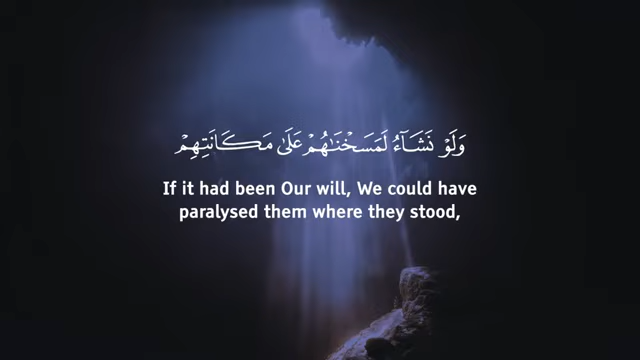 وَلَوْ نَشَآءُ لَمَسَخْنَـٰهُمْ عَلَىٰ مَكَانَتِهِمْ
If it had been Our will, We could have
paralysed them where they stood,